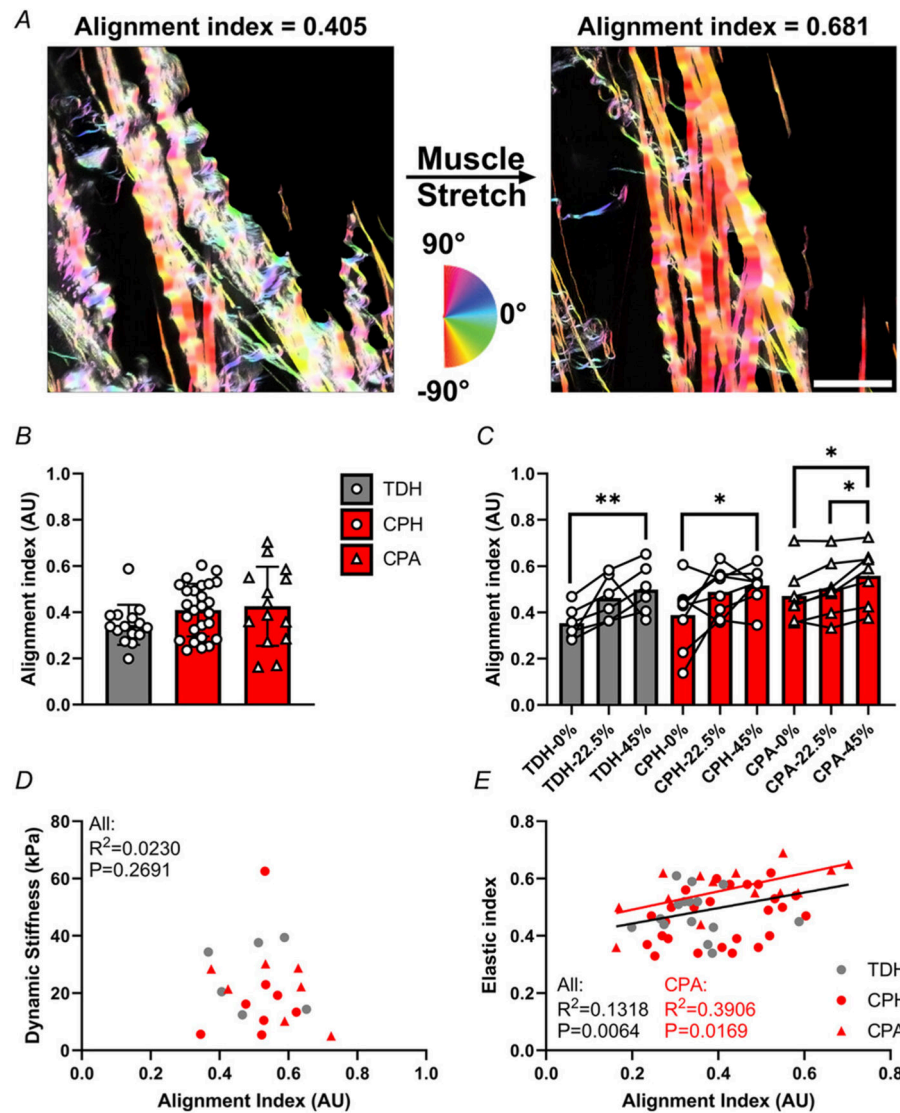 A
Alignment index = 0.405
Alignment index = 0.681
Muscle
Stretch
90°
0°
-90°
B
Alignment index (AU)
1.0
0.8
0.6
0.4
0.2
0.0
TDH
CPH
CPA
C
Alignment index (AU)
1.0
0.8
0.6
0.4
0.2
0.0
**
*
*
*
TDH-0%
TDH-22.5%
TDH-45%
CPH-0%
CPH-22.5%
CPH-45%
CPA-0%
CPA-22.5%
CPA-45%
D
Dynamic Stiffness (kPa)
80
60
40
20
0
All:
R²=0.0230
P=0.2691
0.0 0.2 0.4 0.6 0.8 1.0
Alignment Index (AU)
E
Elastic index
0.8
0.6
0.4
0.2
0.0
All:
R²=0.1318
P=0.0064
CPA:
R²=0.3906
P=0.0169
TDH
CPH
CPA
0.0 0.2 0.4 0.6 0.8
Alignment Index (AU)